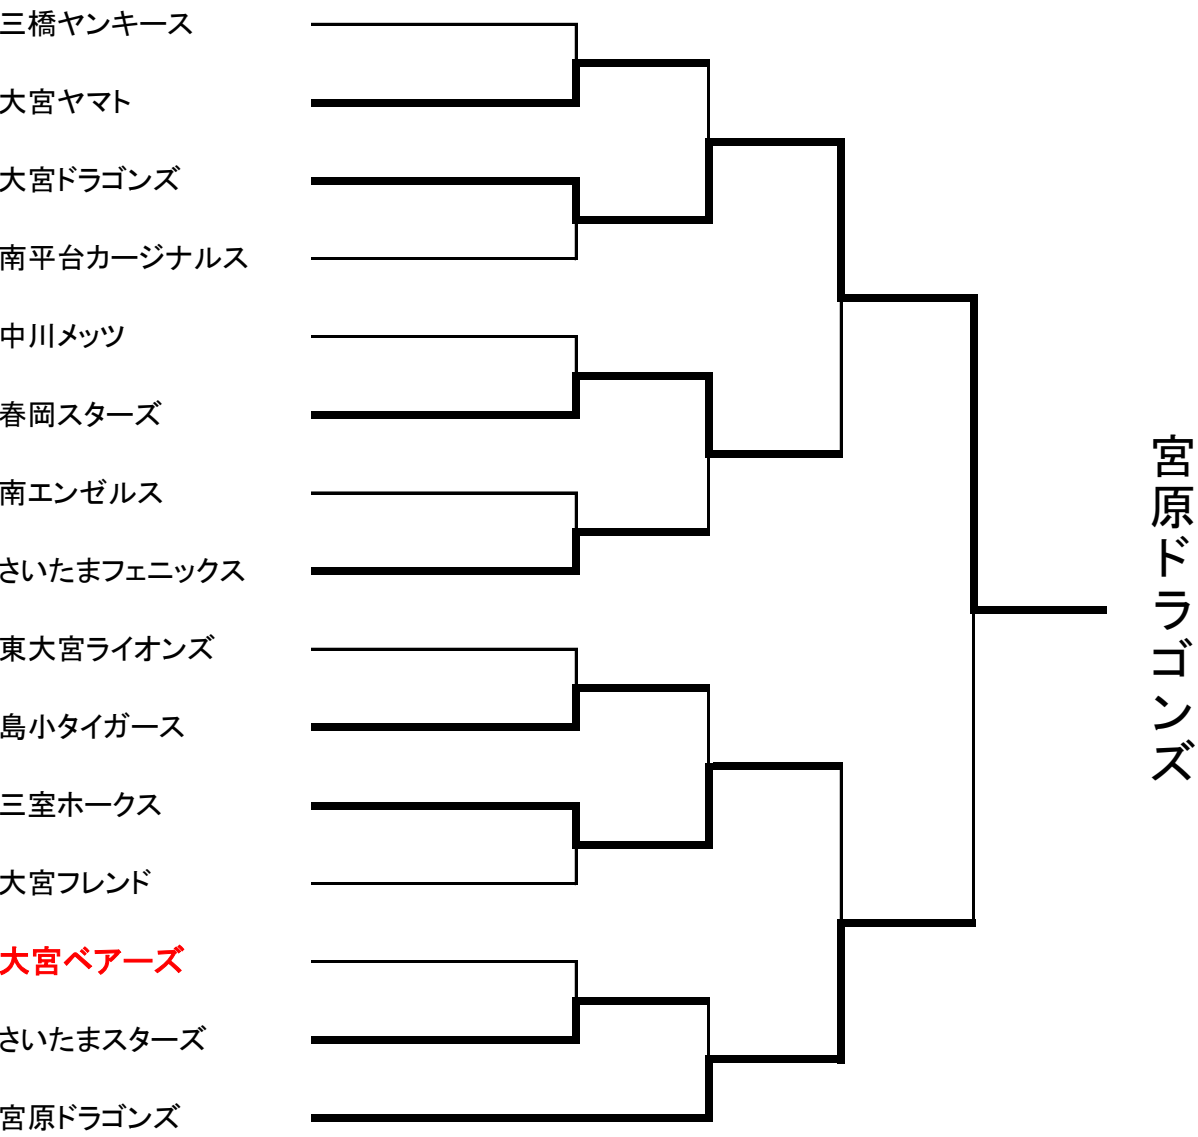 三橋ヤンキース
大宮ヤマト
大宮ドラゴンズ
南平台カージナルス
中川メッツ
春岡スターズ
南エンゼルス
さいたまフェニックス
東大宮ライオンズ
島小タイガース
三室ホークス
大宮フレンド
大宮ベアーズ
さいたまスターズ
宮原ドラゴンズ
宮原ドラゴンズ